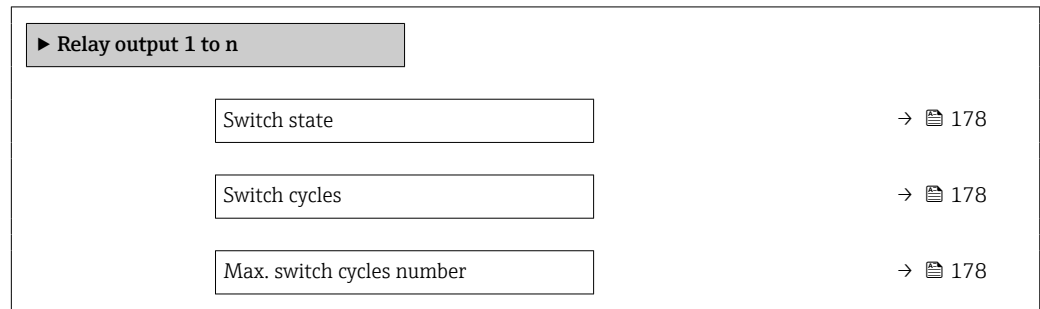 ▶ Relay output 1 to n
Switch state → 178
Switch cycles → 178
Max. switch cycles number → 178